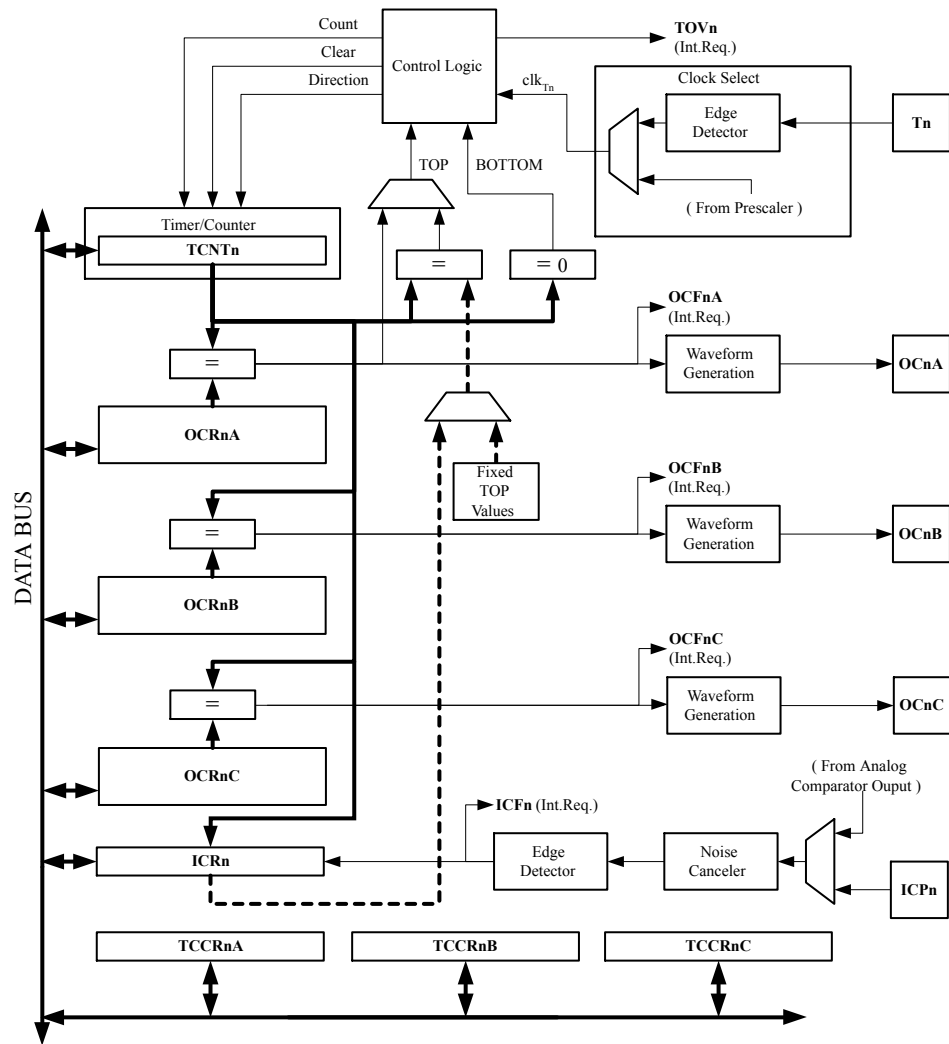 Count
Clear
Direction
Control Logic
TOVn
(Int.Req.)
clkTn
Clock Select
Edge
Detector
Tn
( From Prescaler )
TOP
BOTTOM
Timer/Counter
TCNTn
=
= 0
OCFnA
(Int.Req.)
=
Waveform
Generation
OCnA
OCRnA
Fixed
TOP
Values
OCFnB
(Int.Req.)
=
Waveform
Generation
OCnB
OCRnB
DATA BUS
OCFnC
(Int.Req.)
=
Waveform
Generation
OCnC
OCRnC
( From Analog
Comparator Ouput )
ICFn (Int.Req.)
ICRn
Edge
Detector
Noise
Canceler
ICPn
TCCRnA
TCCRnB
TCCRnC